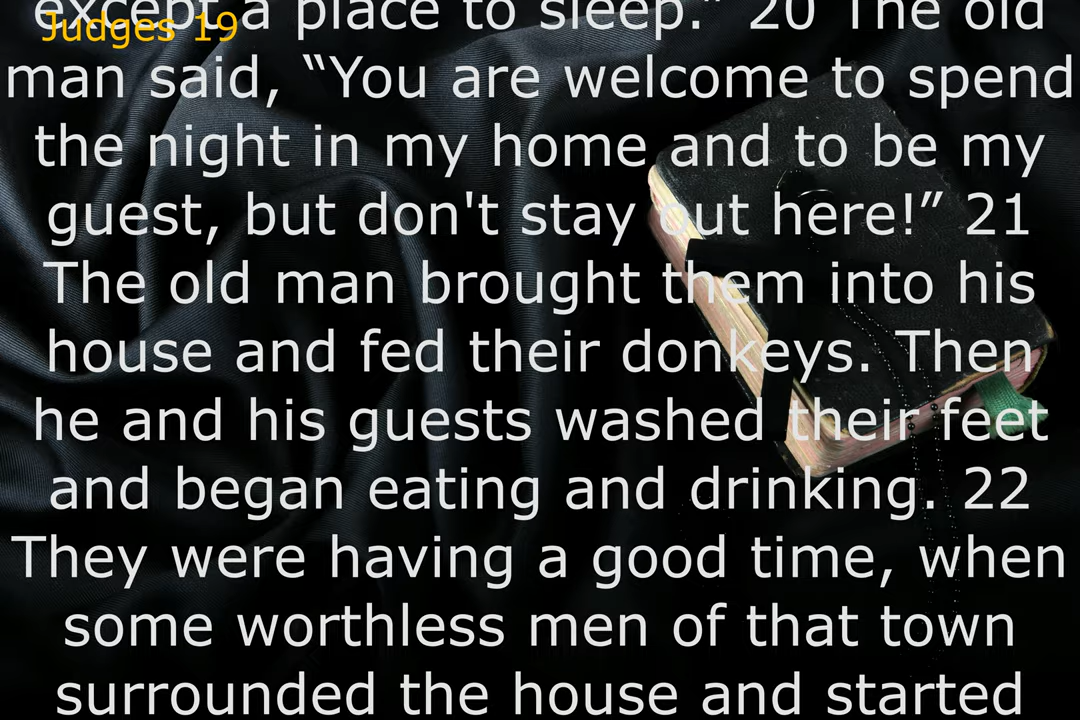 except a place to sleep.” 20 The old
Judges 19
man said, “You are welcome to spend
the night in my home and to be my
guest, but don't stay out here!” 21
The old man brought them into his
house and fed their donkeys. Then
he and his guests washed their feet
and began eating and drinking. 22
They were having a good time, when
some worthless men of that town
surrounded the house and started